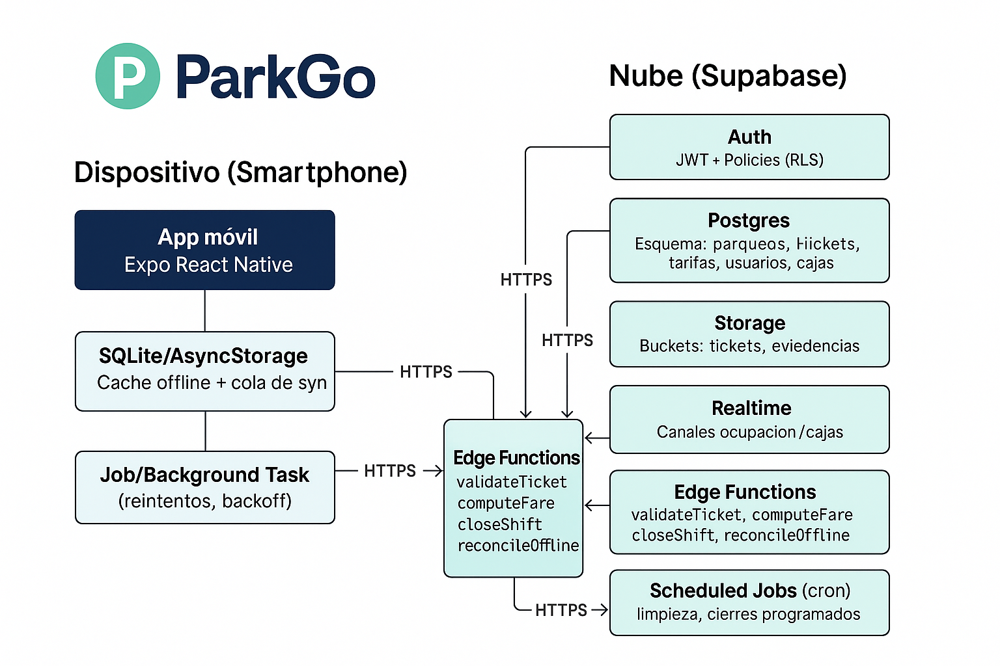 P ParkGo
Dispositivo (Smartphone)
App móvil
Expo React Native
SQLite/AsyncStorage
Cache offline + cola de syn
Job/Background Task
(reintentos, backoff)
HTTPS
HTTPS
HTTPS
HTTPS
Edge Functions
validateTicket
computeFare
closeShift
reconcileOffline
HTTPS
Nube (Supabase)
Auth
JWT + Policies (RLS)
Postgres
Esquema: parqueos,
tarifas, usuarios, cajas
Storage
Buckets: tickets, eviedencias
Realtime
Canales ocupacion/cajas
Edge Functions
validateTicket, computeFare
closeShift, reconcileOffline
Scheduled Jobs (cron)
limpieza, cierres programados